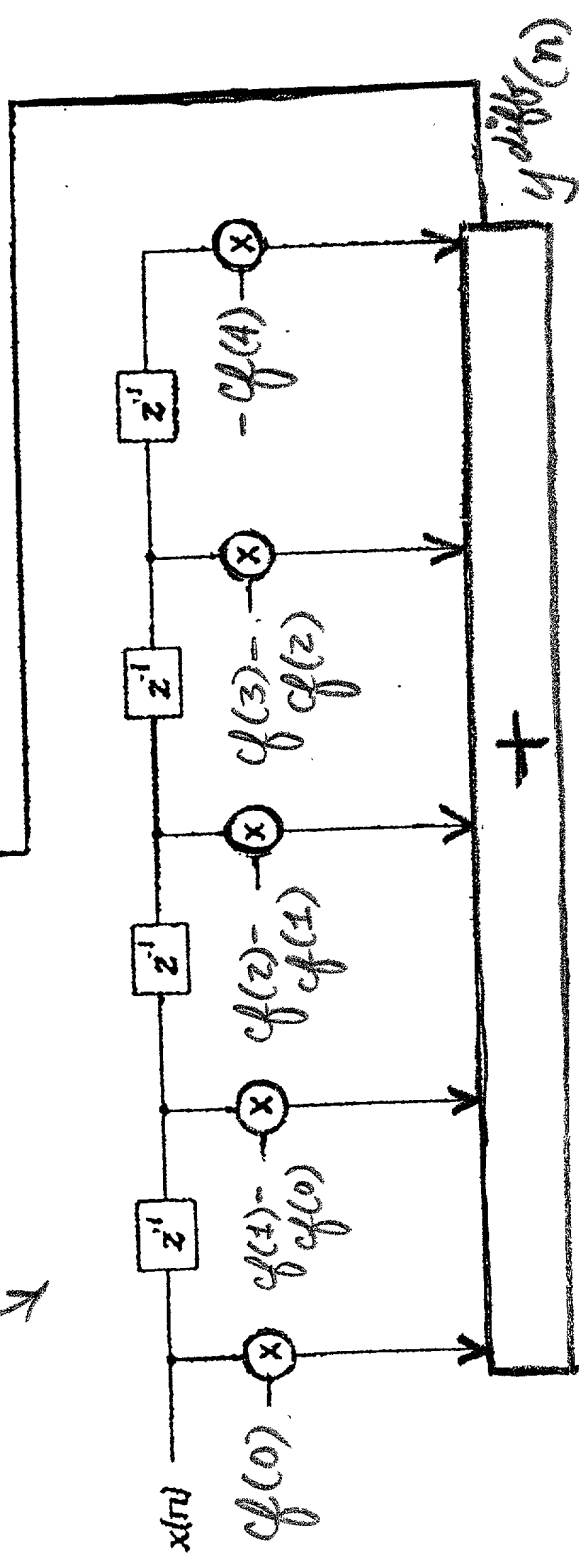 x(n)
z⁻¹
z⁻¹
z⁻¹
z⁻¹
X
X
X
X
X
cf(0)
cf(1)-
cf(0)
cf(2)-
cf(1)
cf(3)-
cf(2)
-cf(4)
+
y diff(n)